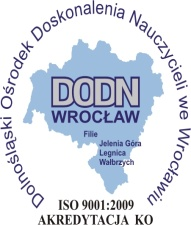 Dolnośląski Ośrodek Doskonalenia Nauczycieli we Wrocławiu
DODN
WROCŁAW
Filie
Jelenia Góra
Legnica
Wałbrzych
ISO 9001:2009
AKREDYTACJA KO